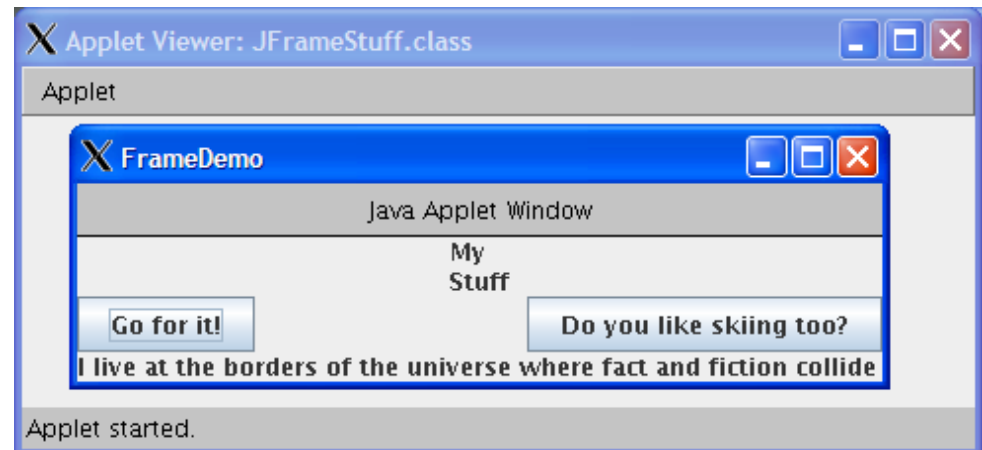 Applet Viewer: JFrameStuff.class
Applet
FrameDemo
Java Applet Window
My
Stuff
Go for it! Do you like skiing too?
I live at the borders of the universe where fact and fiction collide
Applet started.